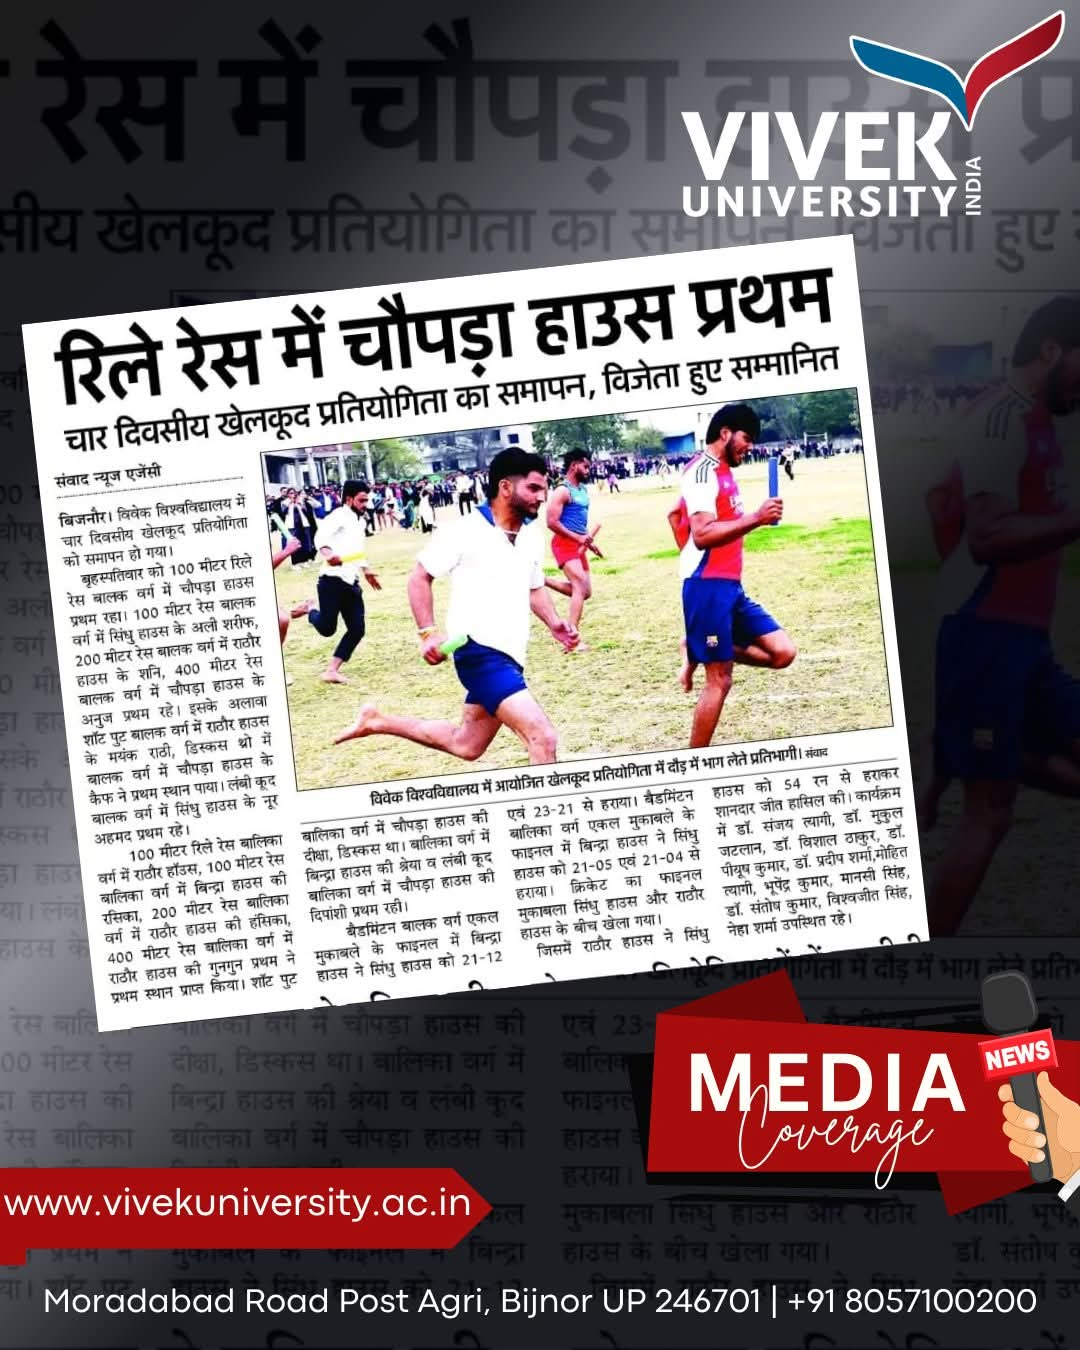 VIVEK
UNIVERSITY
INDIA
रिले रेस में चौपड़ा हाउस प्रथम
चार दिवसीय खेलकूद प्रतियोगिता का समापन, विजेता हुए सम्मानित
संवाद न्यूज एजेंसी
बिजनौर। विवेक विश्वविद्यालय में
चार दिवसीय खेलकूद प्रतियोगिता
को समापन हो गया।
बृहस्पतिवार को 100 मीटर रिले
रेस बालक वर्ग में चौपड़ा हाउस
प्रथम रहा। 100 मीटर रेस बालक
वर्ग में सिंधु हाउस के अली शरीफ,
200 मीटर रेस बालक वर्ग में राठौर
हाउस के शनि, 400 मीटर रेस
बालक वर्ग में चौपड़ा हाउस के
अनुज प्रथम रहे। इसके अलावा
शॉट पुट बालक वर्ग में राठौर हाउस
के मयंक राठी, डिस्कस थ्रो में
बालक वर्ग में चौपड़ा हाउस के
कैफ ने प्रथम स्थान पाया। लंबी कूद
बालक वर्ग में सिंधु हाउस के नूर
अहमद प्रथम रहे।
100 मीटर रिले रेस बालिका
वर्ग में राठौर हॉउस, 100 मीटर रेस
बालिका वर्ग में बिन्द्रा हाउस की
रसिका, 200 मीटर रेस बालिका
वर्ग में राठौर हाउस की हंसिका,
400 मीटर रेस बालिका वर्ग में
राठौर हाउस की गुनगुन प्रथम ने
प्रथम स्थान प्राप्त किया। शॉट पुट
विवेक विश्वविद्यालय में आयोजित खेलकूद प्रतियोगिता में दौड़ में भाग लेते प्रतिभागी। संवाद
बालिका वर्ग में चौपड़ा हाउस की
दीक्षा, डिस्कस था। बालिका वर्ग में
बिन्द्रा हाउस की श्रेया व लंबी कूद
बालिका वर्ग में चौपड़ा हाउस की
दिपांशी प्रथम रही।
बैडमिंटन बालक वर्ग एकल
मुकाबले के फाइनल में बिन्द्रा
हाउस ने सिंधु हाउस को 21-12
एवं 23-21 से हराया। बैडमिंटन
बालिका वर्ग एकल मुकाबले के
फाइनल में बिन्द्रा हाउस ने सिंधु
हाउस को 21-05 एवं 21-04 से
हराया। क्रिकेट का फाइनल
मुकाबला सिंधु हाउस और राठौर
हाउस के बीच खेला गया।
जिसमें राठौर हाउस ने सिंधु
हाउस को 54 रन से हराकर
शानदार जीत हासिल की। कार्यक्रम
में डॉ. संजय त्यागी, डॉ. मुकुल
जटलान, डॉ. विशाल ठाकुर, डॉ.
पीयूष कुमार, डॉ. प्रदीप शर्मा,मोहित
त्यागी, भूपेंद्र कुमार, मानसी सिंह,
डॉ. संतोष कुमार, विश्वजीत सिंह,
नेहा शर्मा उपस्थित रहे।
MEDIA
Coverage
NEWS
www.vivekuniversity.ac.in
Moradabad Road Post Agri, Bijnor UP 246701 | +91 8057100200